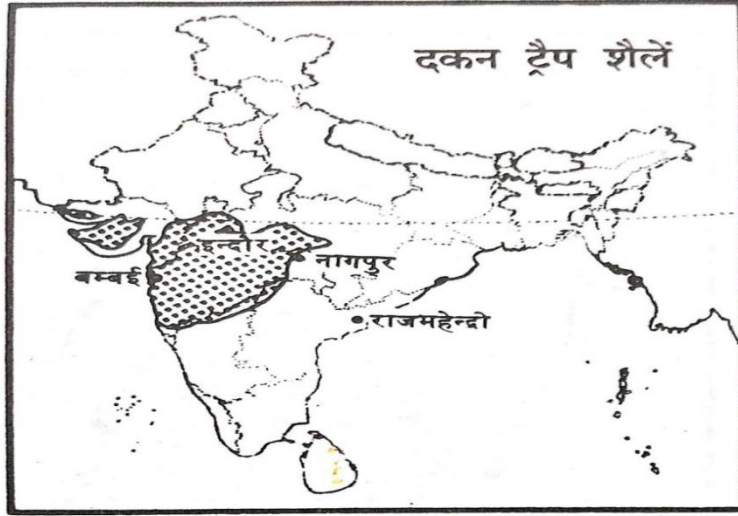 दकन ट्रैप शैलें
इन्दौर
नागपुर
बम्बई
राजमहेन्द्री